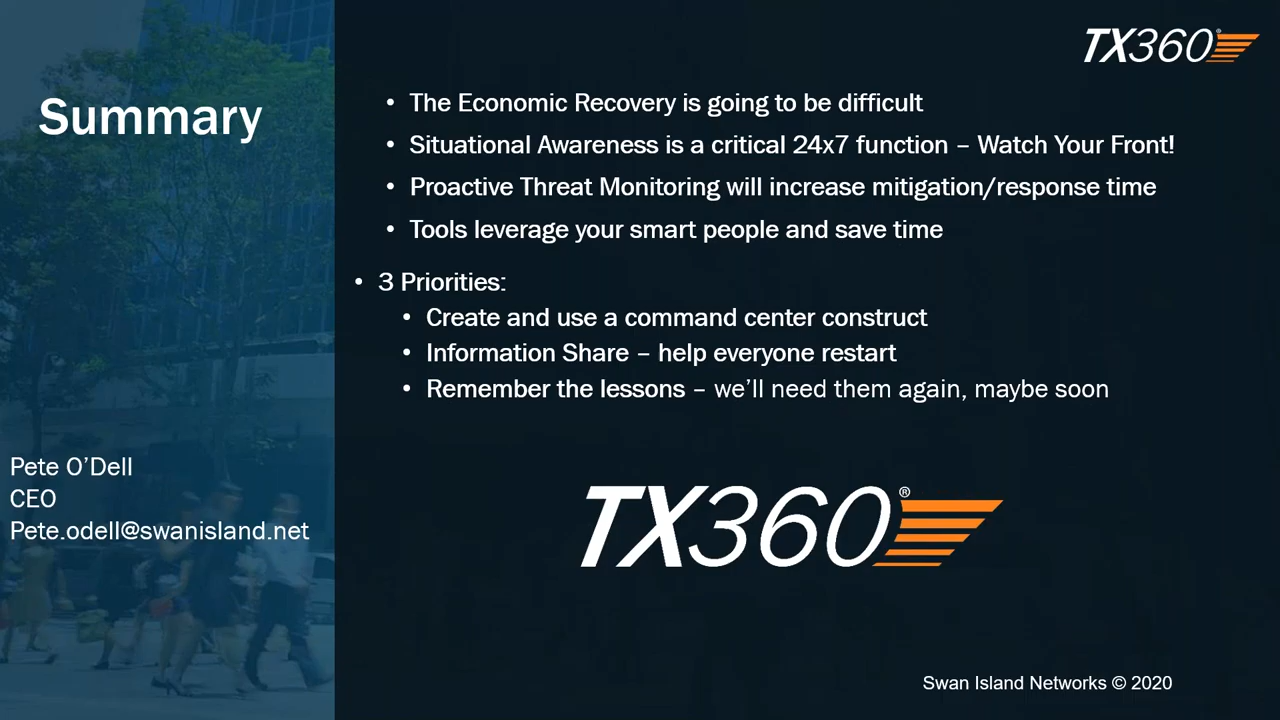 TX360®
Summary
• The Economic Recovery is going to be difficult
• Situational Awareness is a critical 24x7 function – Watch Your Front!
• Proactive Threat Monitoring will increase mitigation/response time
• Tools leverage your smart people and save time
• 3 Priorities:
• Create and use a command center construct
• Information Share – help everyone restart
• Remember the lessons – we’ll need them again, maybe soon
Pete O’Dell
CEO
Pete.odell@swanisland.net
TX360®
Swan Island Networks © 2020